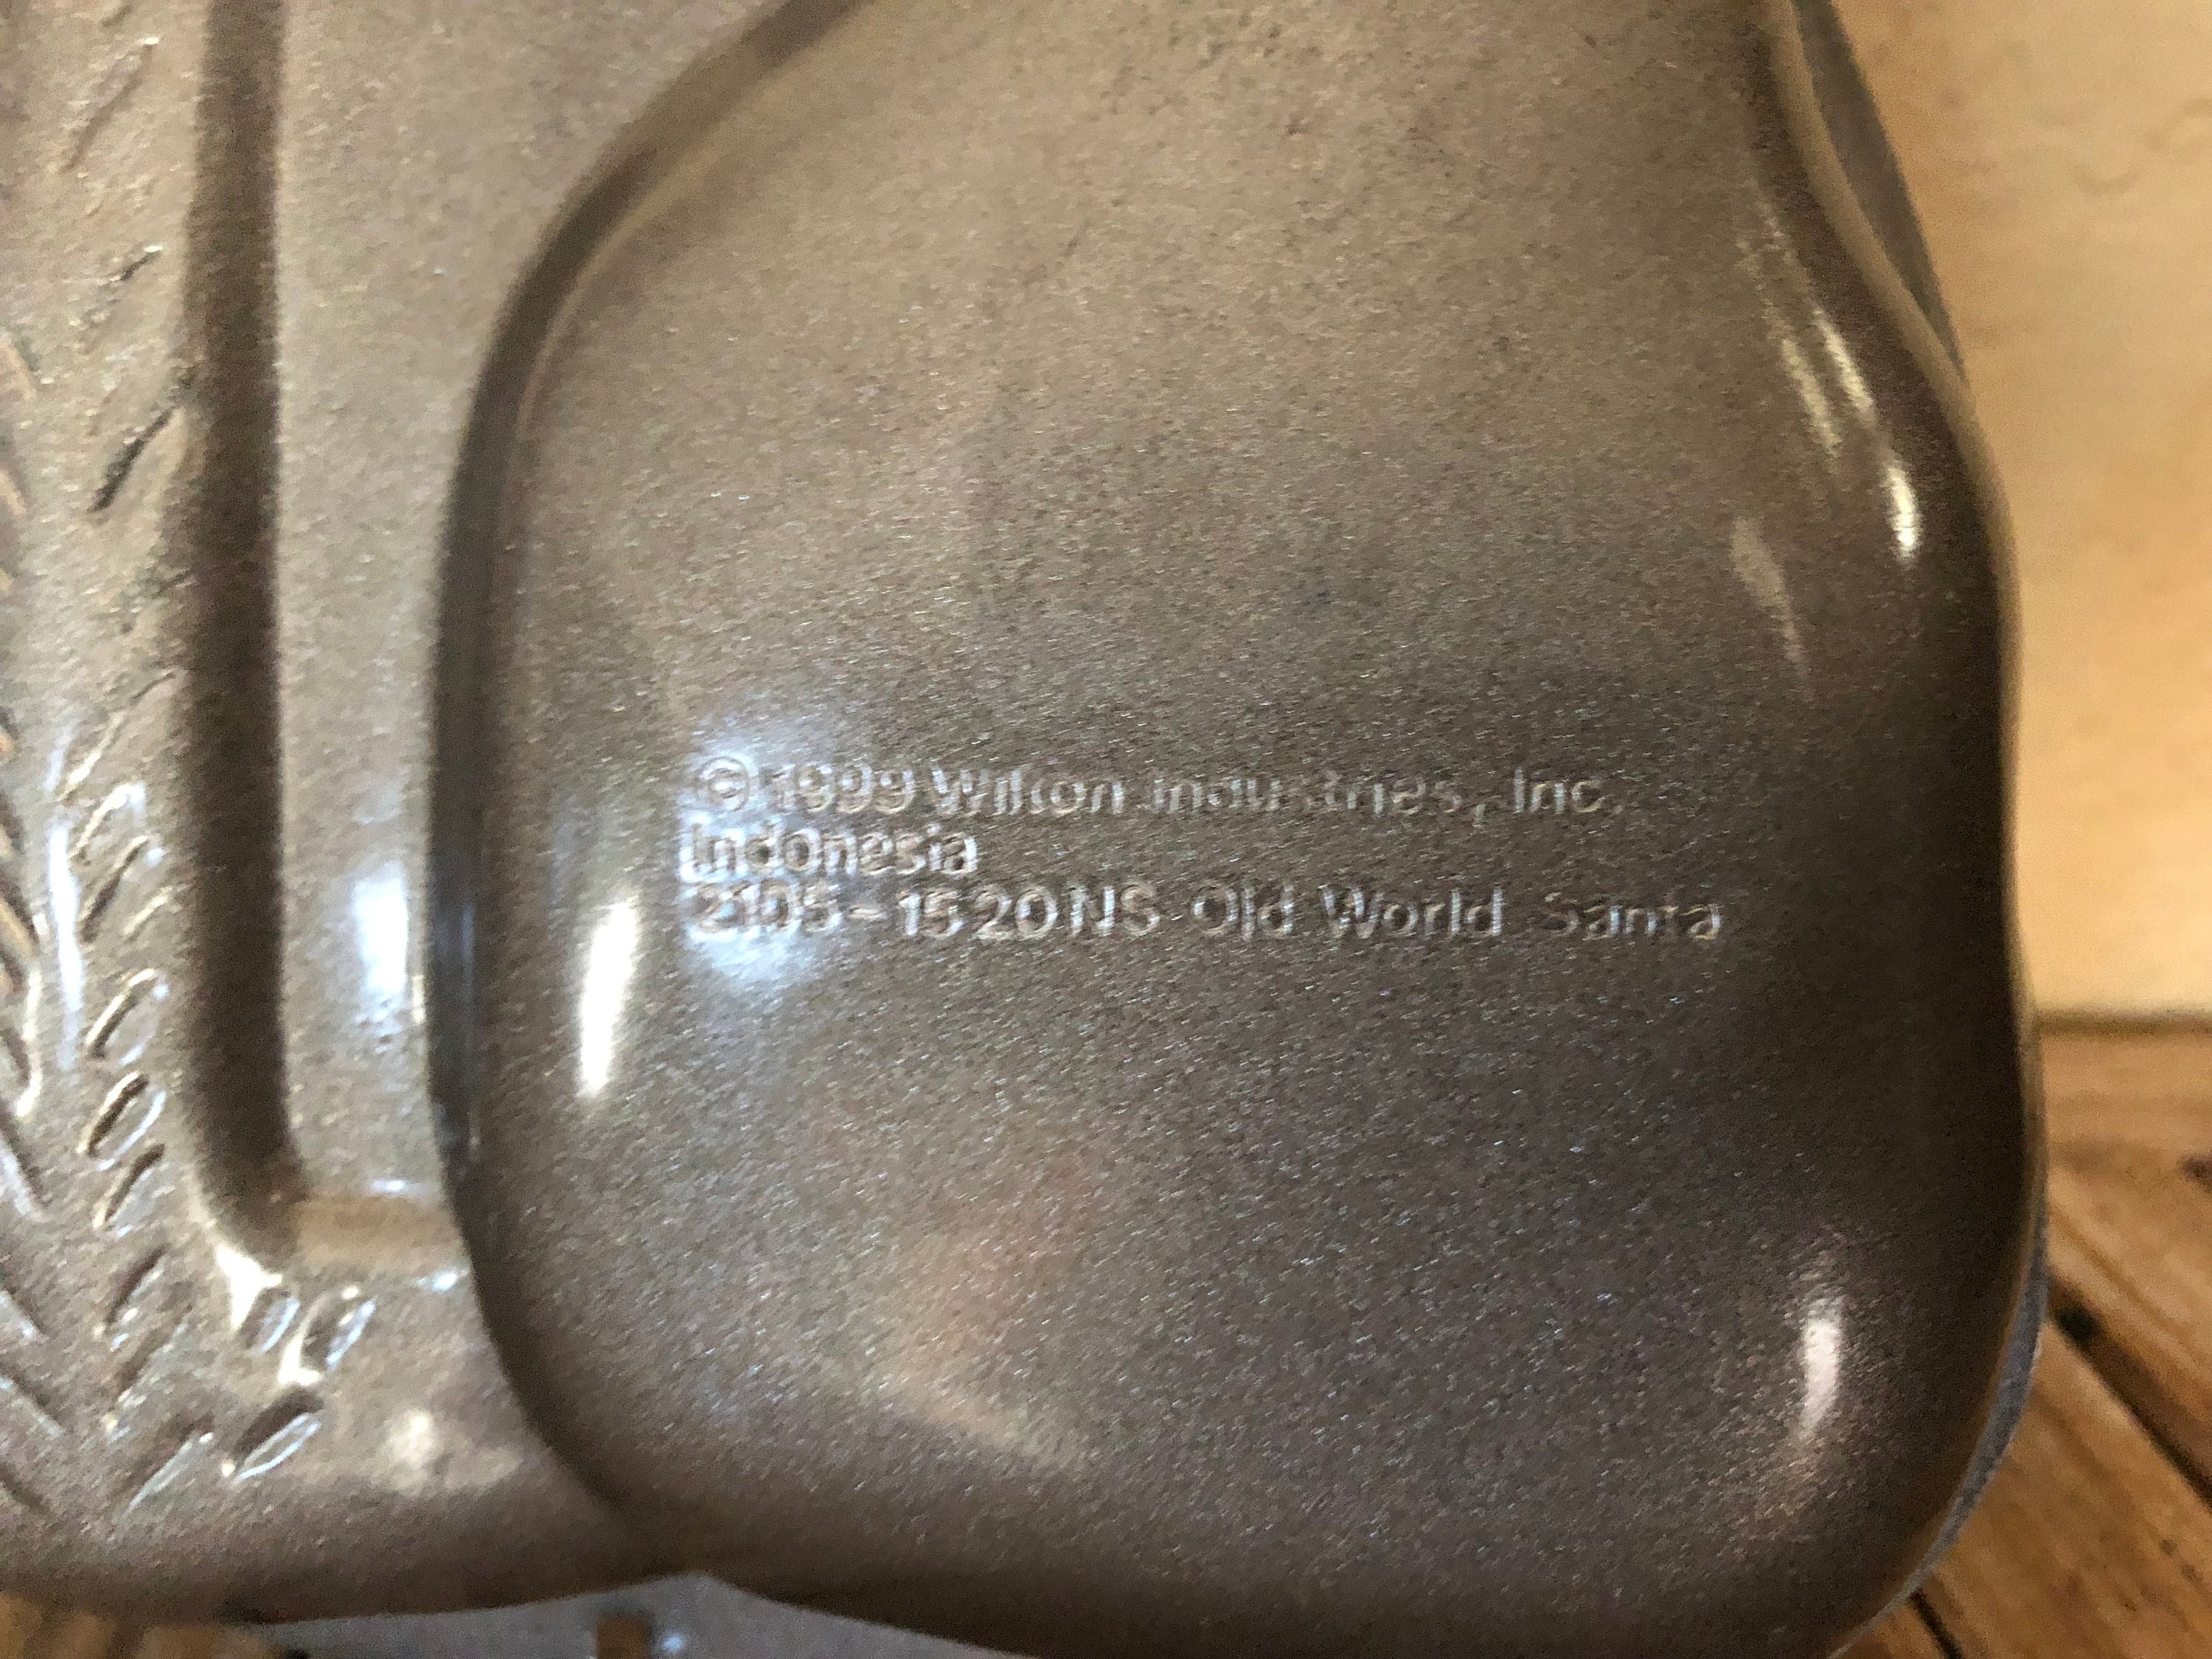 ©1999 Wilton Industries, Inc.
Indonesia
2105-1520NS Old World Santa